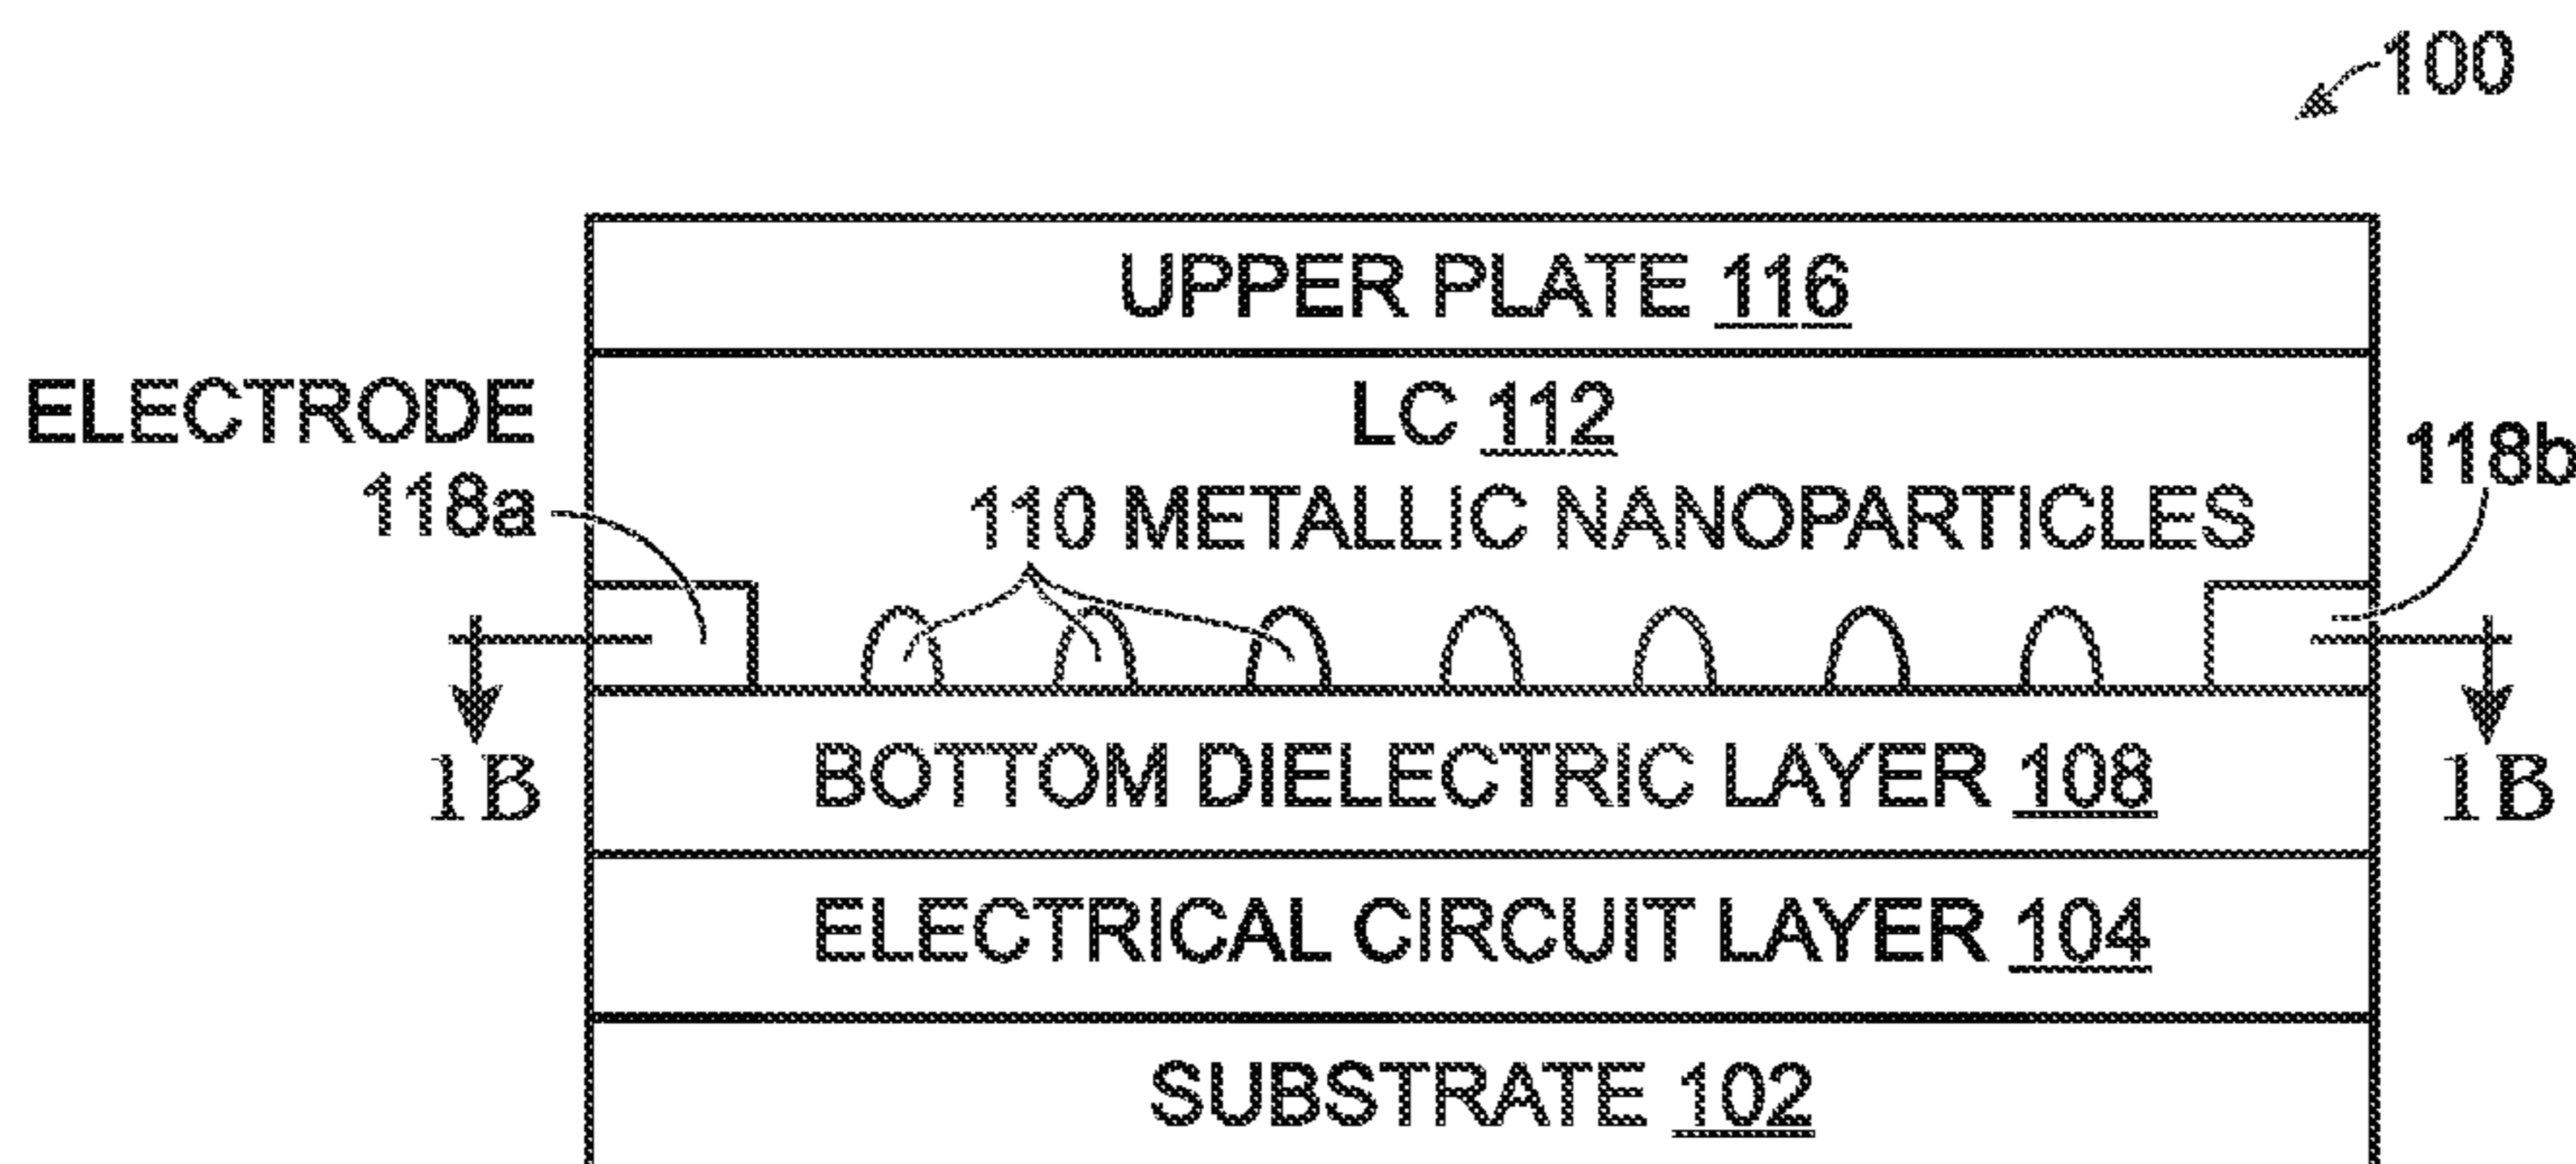 100
UPPER PLATE 116
ELECTRODE
118a
LC 112
118b
110 METALLIC NANOPARTICLES
1B
1B
BOTTOM DIELECTRIC LAYER 108
ELECTRICAL CIRCUIT LAYER 104
SUBSTRATE 102